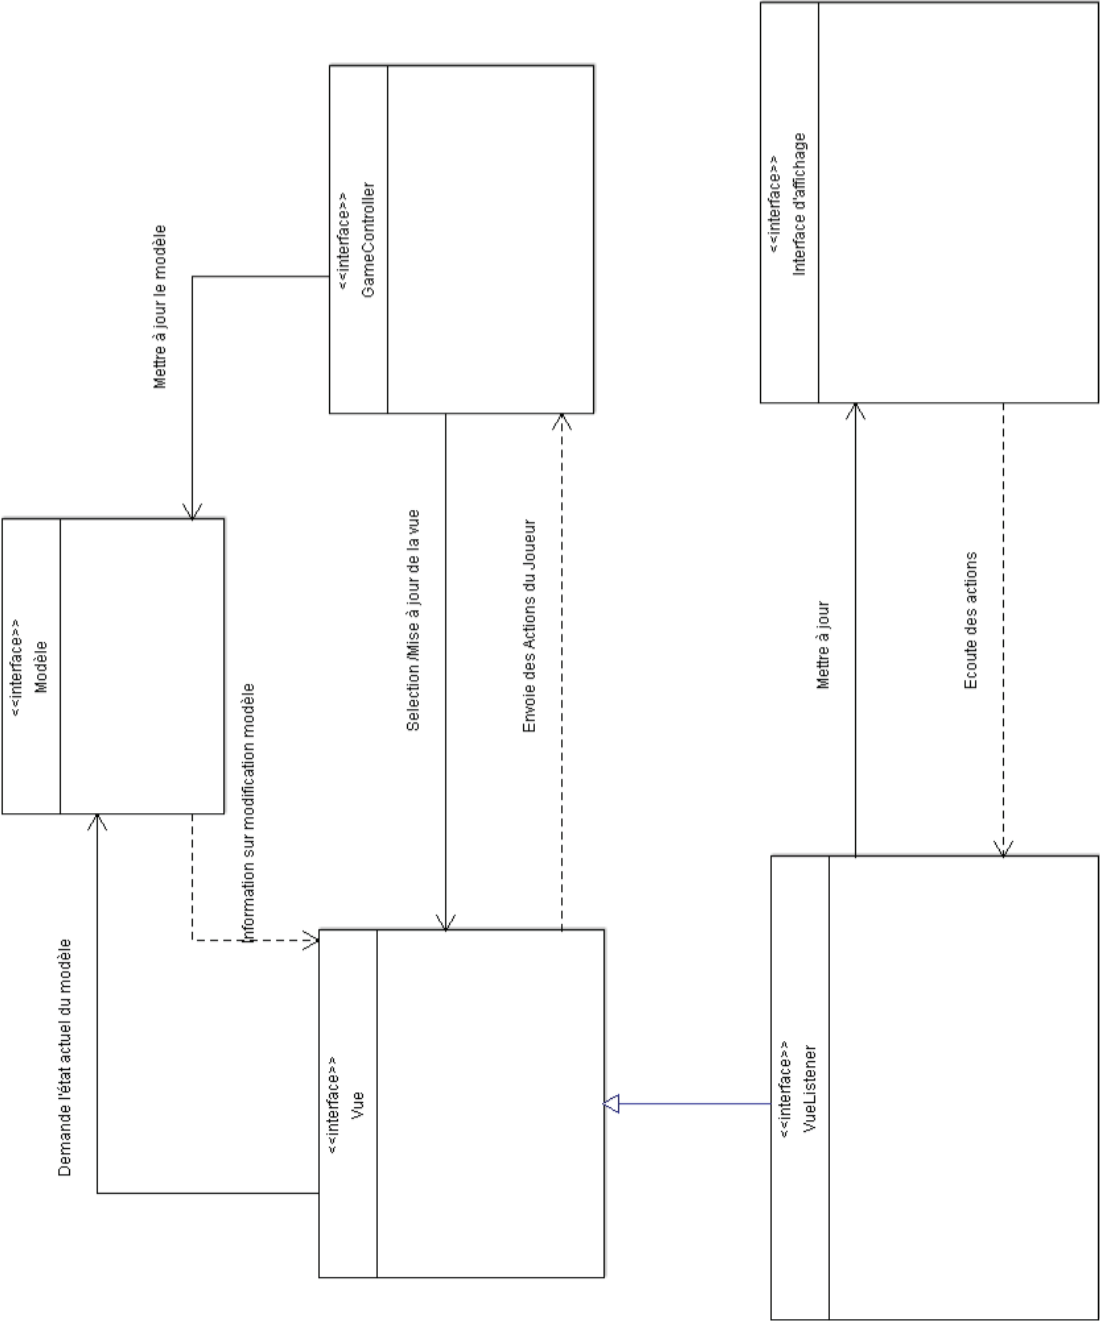 <<interface>>
Modèle
Demande l'état actuel du modèle
Information sur modification modèle
Mettre à jour le modèle
<<interface>>
Vue
<<interface>>
GameController
Selection /Mise à jour de la vue
Envoie des Actions du Joueur
<<interface>>
VueListener
<<interface>>
Interface d'affichage
Mettre à jour
Ecoute des actions